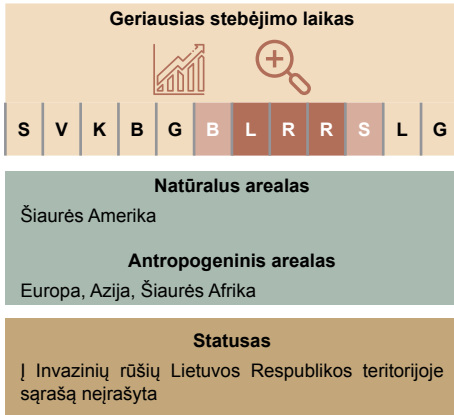 Geriausias stebėjimo laikas
S V K B G B L R R S L G
Natūralus arealas
Šiaurės Amerika
Antropogeninis arealas
Europa, Azija, Šiaurės Afrika
Statusas
Į Invazinių rūšių Lietuvos Respublikos teritorijoje
sąrašą neįrašyta